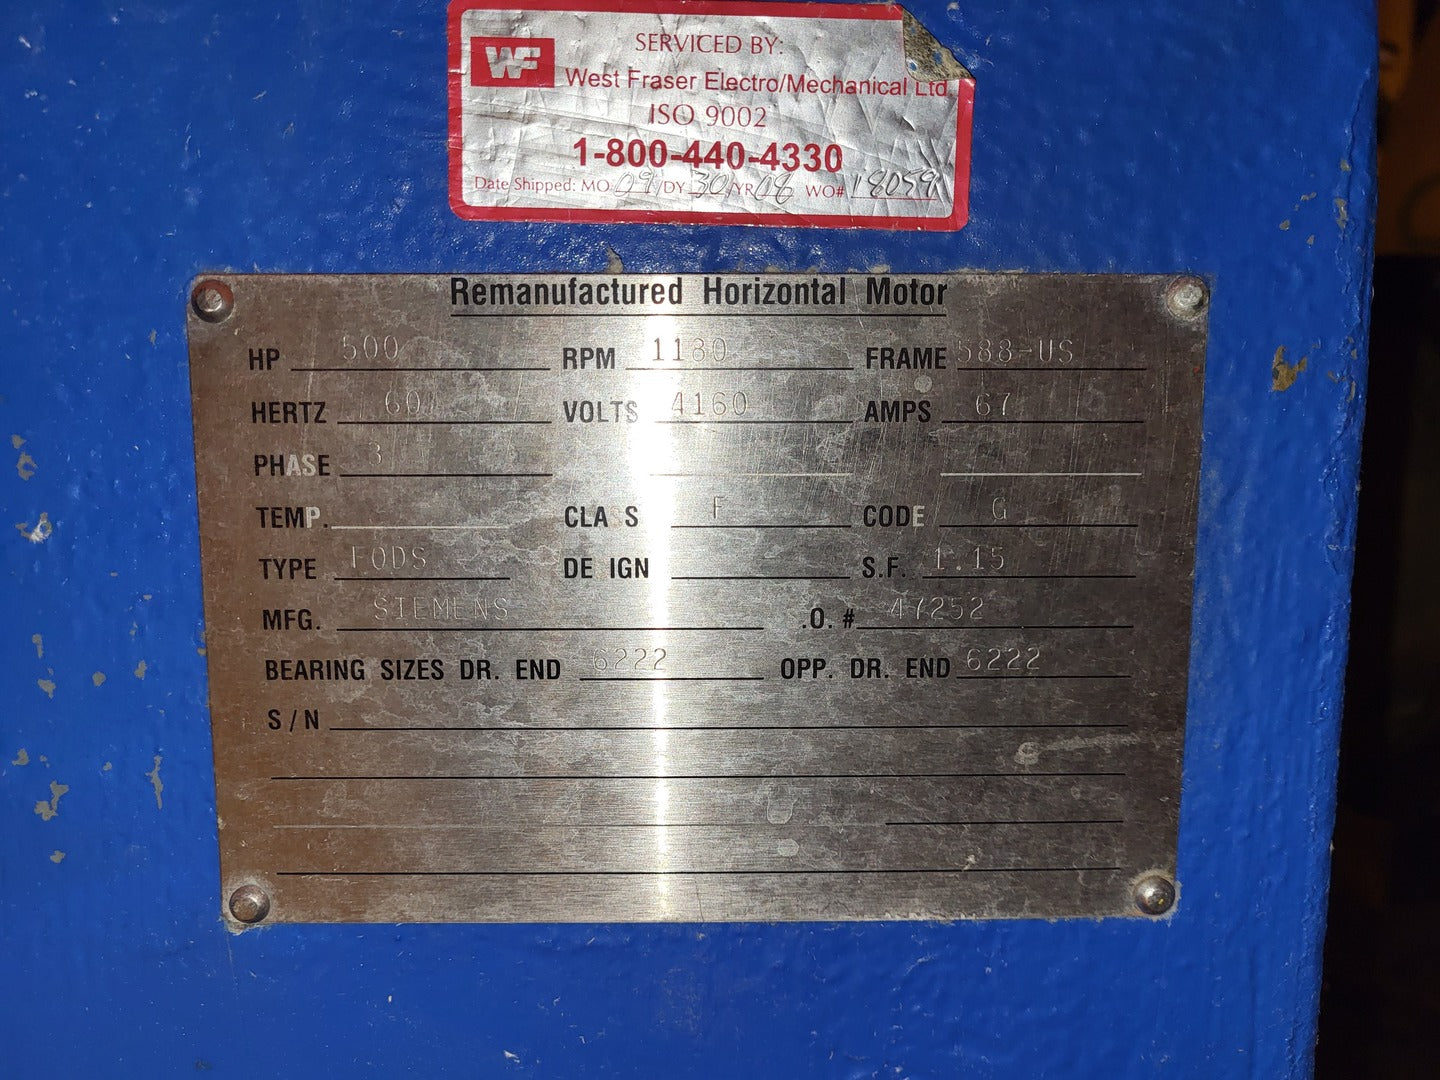 WF SERVICED BY:
West Fraser Electro/Mechanical Ltd.
ISO 9002
1-800-440-4330
Date Shipped: MO. 09 /DY 30 /YR 08 WO# 18059
Remanufactured Horizontal Motor
HP 500 RPM 1180 FRAME 588-US
HERTZ 60 VOLTS 4160 AMPS 67
PHASE 3
TEMP. CLA S F CODE G
TYPE FODS DE IGN S.F. 1.15
MFG. SIEMENS .O. # 47252
BEARING SIZES DR. END 6222 OPP. DR. END 6222
S/N